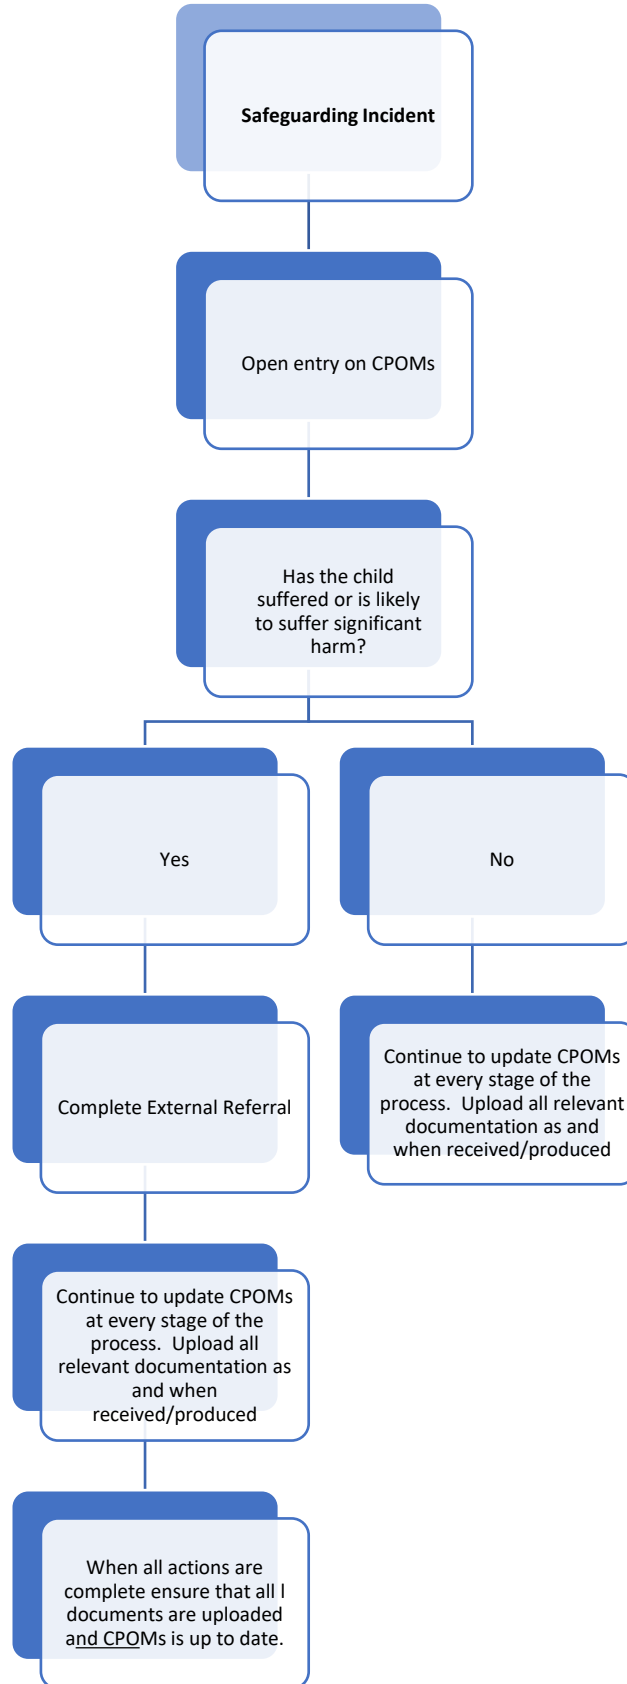 Safeguarding Incident
Open entry on CPOMs
Has the child
suffered or is likely
to suffer significant
harm?
Yes
No
Complete External Referral
Continue to update CPOMs
at every stage of the
process.  Upload all relevant
documentation as and
when received/produced
Continue to update CPOMs
at every stage of the
process.  Upload all
relevant documentation as
and when
received/produced
When all actions are
complete ensure that all l
documents are uploaded
and CPOMs is up to date.